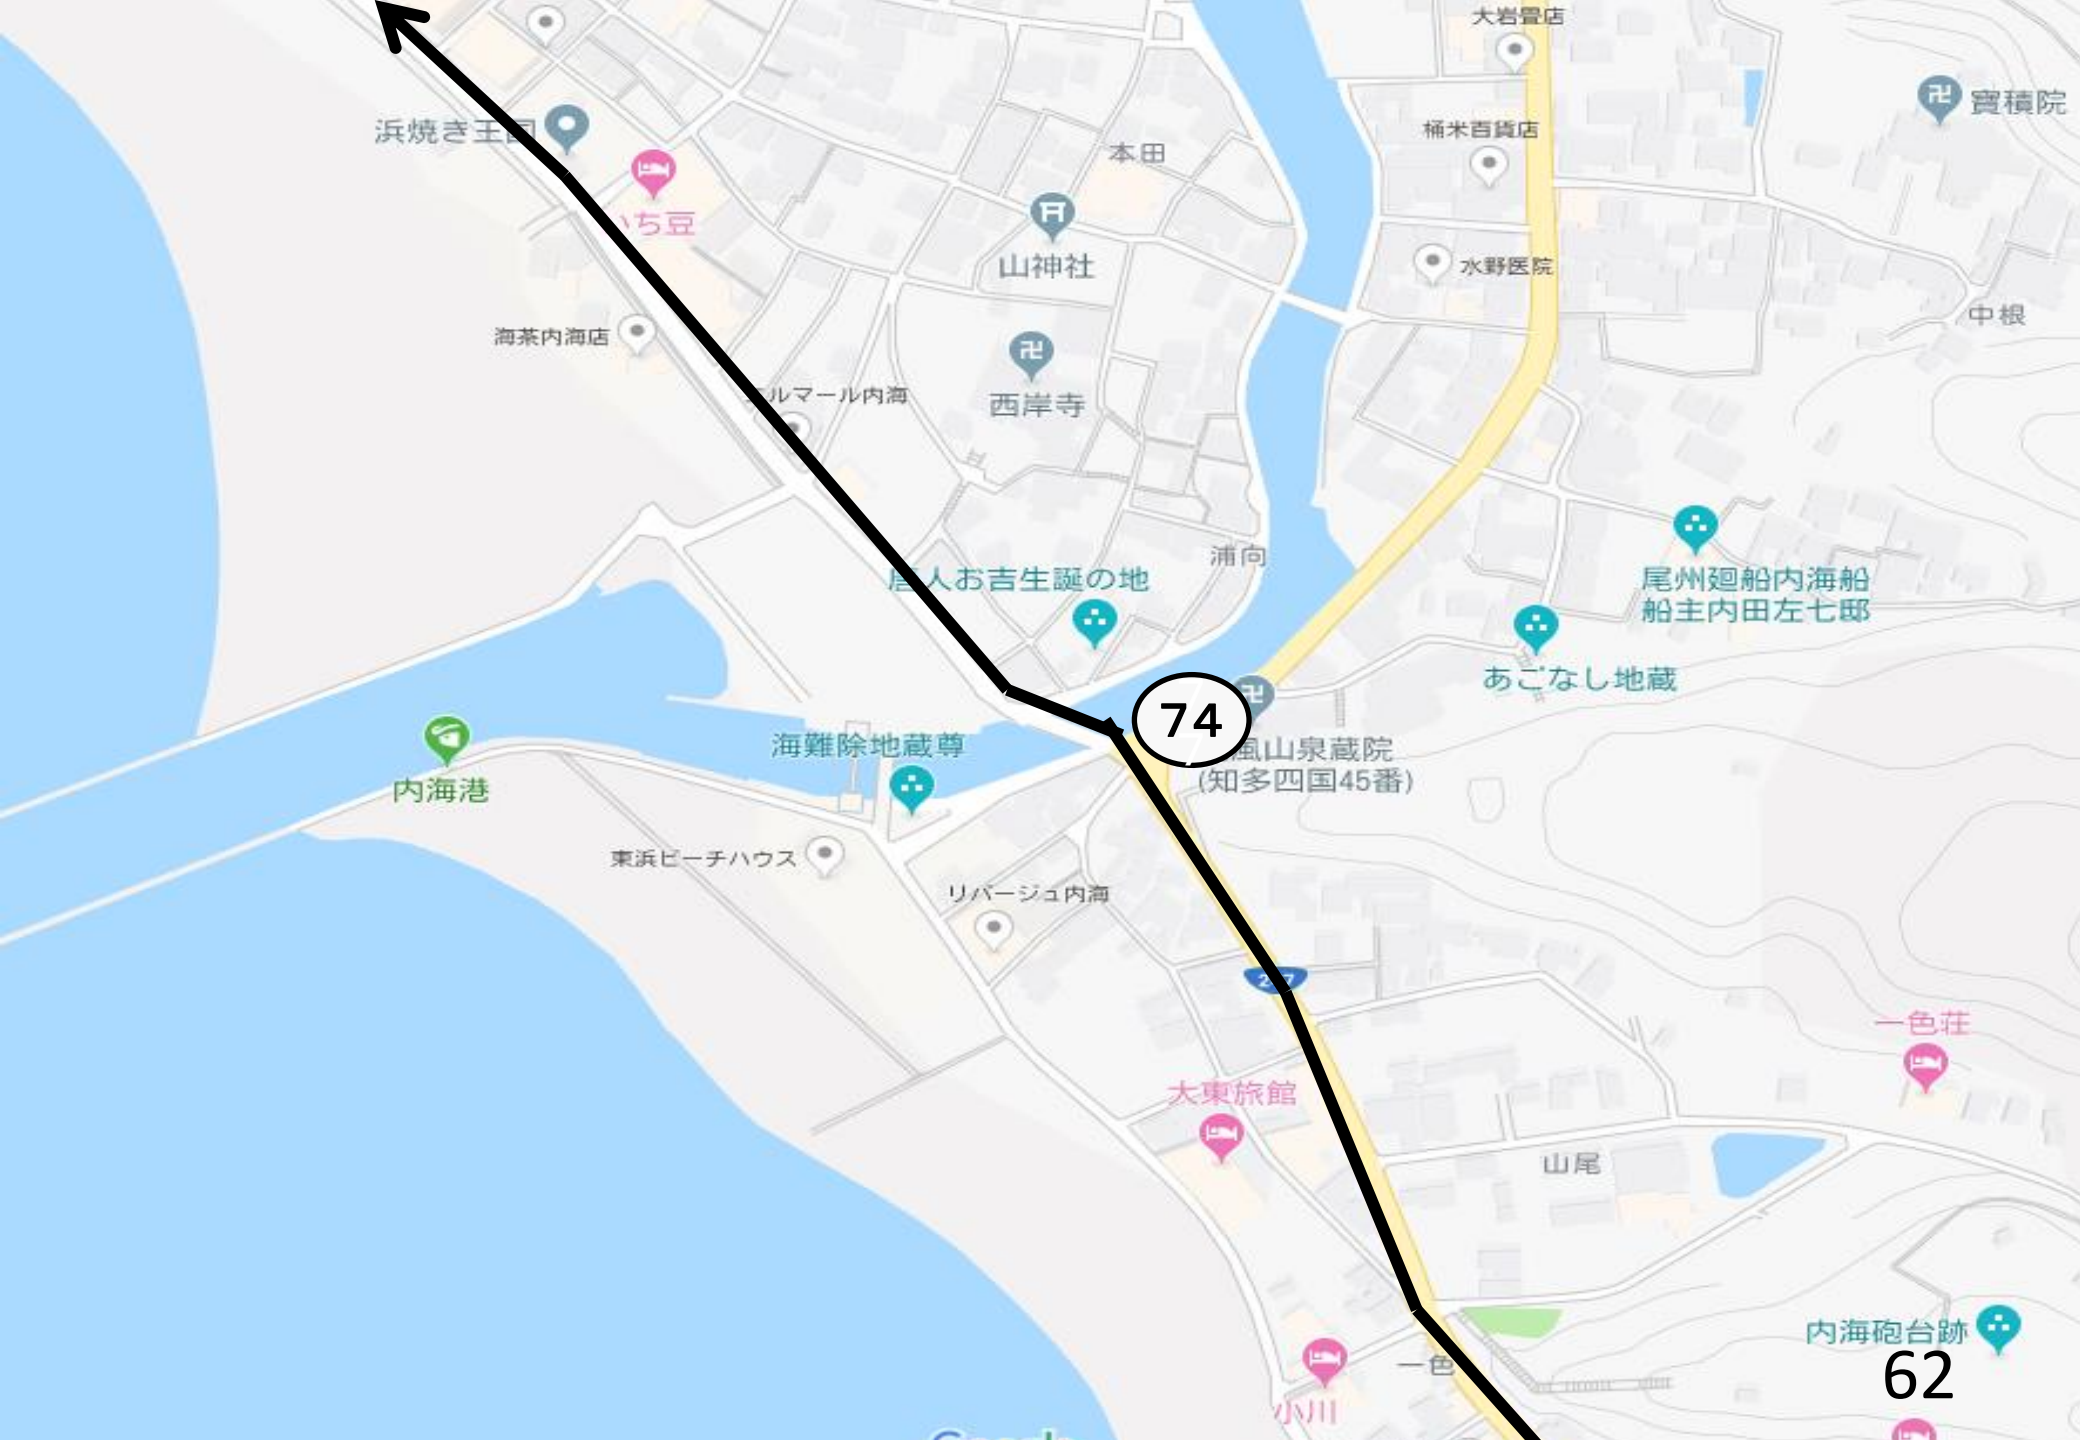 大岩畳店
寶積院
浜焼き王国
桶米百貨店
本田
いち豆
山神社
水野医院
中根
海茶内海店
エルマール内海
西岸寺
浦向
唐人お吉生誕の地
尾州廻船内海船
船主内田左七邸
あごなし地蔵
74
海難除地蔵尊
風山泉蔵院
(知多四国45番)
内海港
東浜ビーチハウス
リバージュ内海
一色荘
大東旅館
山尾
内海砲台跡
62
一色
小川